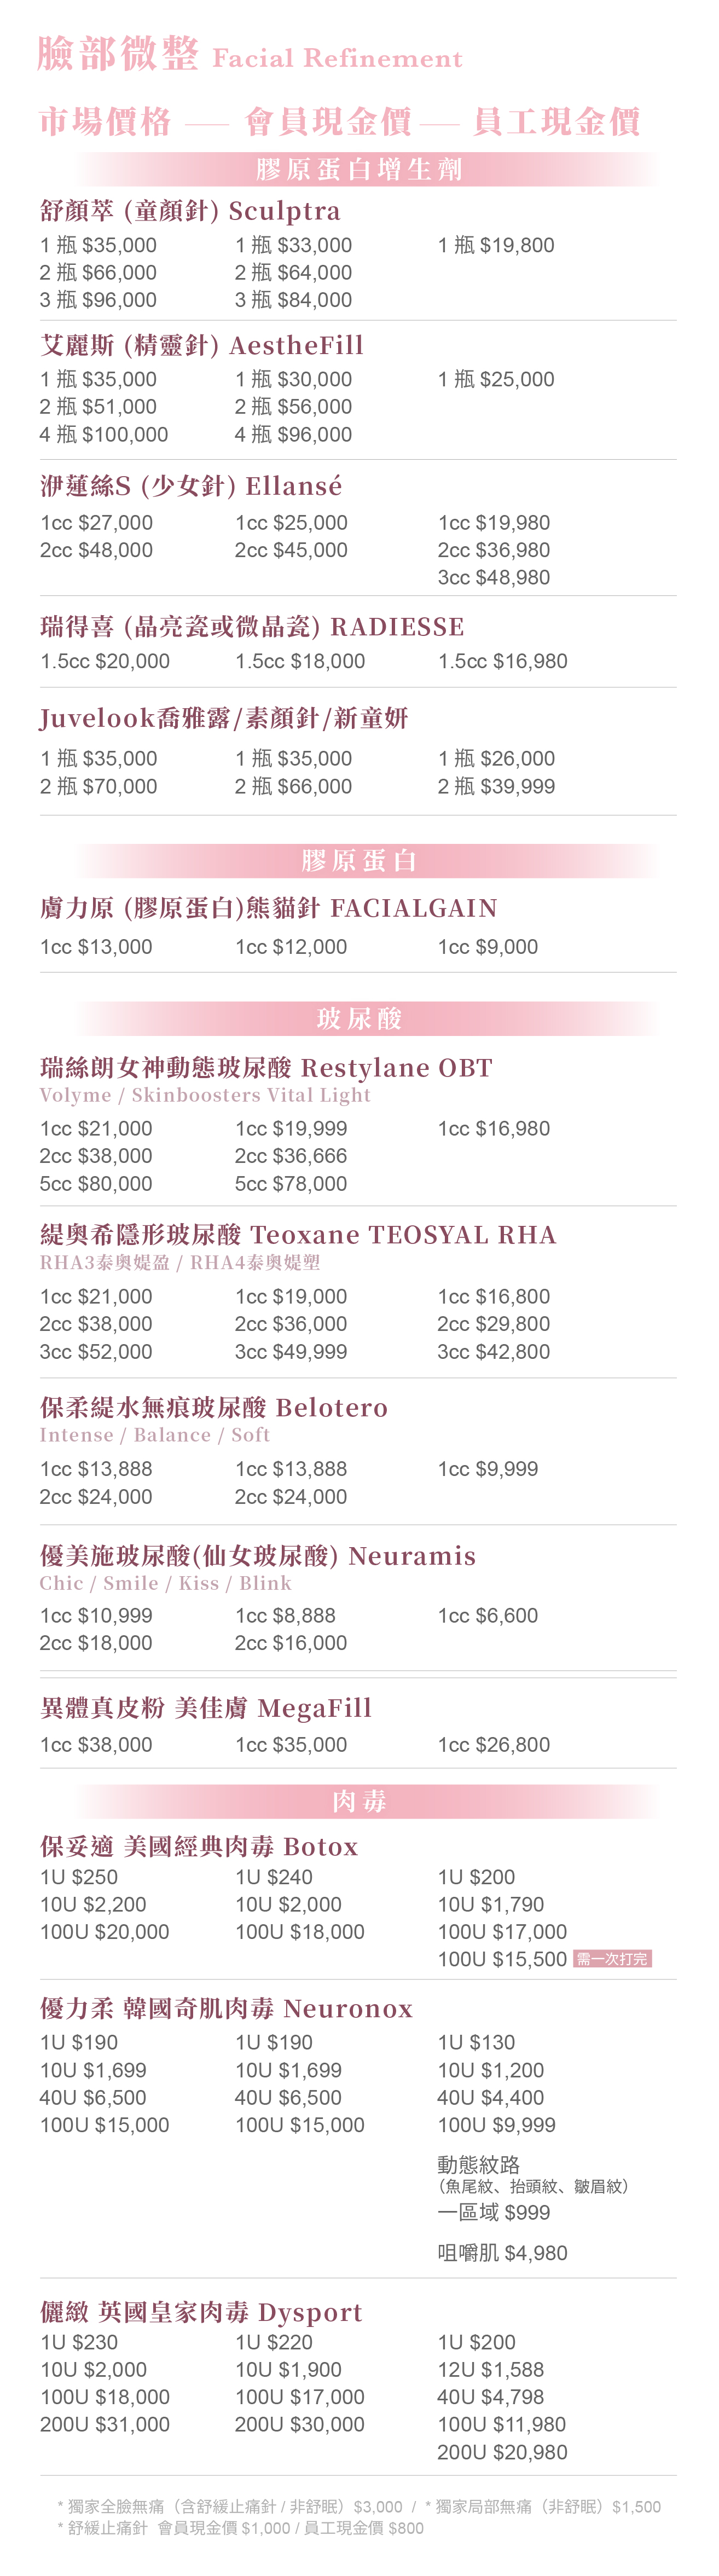 臉部微整 Facial Refinement
市場價格 —— 會員現金價 —— 員工現金價
膠原蛋白增生劑
舒顏萃 (童顏針) Sculptra
1 瓶 $35,000 1 瓶 $33,000 1 瓶 $19,800
2 瓶 $66,000 2 瓶 $64,000
3 瓶 $96,000 3 瓶 $84,000
艾麗斯 (精靈針) AestheFill
1 瓶 $35,000 1 瓶 $30,000 1 瓶 $25,000
2 瓶 $51,000 2 瓶 $56,000
4 瓶 $100,000 4 瓶 $96,000
洢蓮絲S (少女針) Ellansé
1cc $27,000 1cc $25,000 1cc $19,980
2cc $48,000 2cc $45,000 2cc $36,980
3cc $48,980
瑞得喜 (晶亮瓷或微晶瓷) RADIESSE
1.5cc $20,000 1.5cc $18,000 1.5cc $16,980
Juvelook喬雅露/素顏針/新童妍
1 瓶 $35,000 1 瓶 $35,000 1 瓶 $26,000
2 瓶 $70,000 2 瓶 $66,000 2 瓶 $39,999
膠原蛋白
膚力原 (膠原蛋白)熊貓針 FACIALGAIN
1cc $13,000 1cc $12,000 1cc $9,000
玻尿酸
瑞絲朗女神動態玻尿酸 Restylane OBT
Volyme / Skinboosters Vital Light
1cc $21,000 1cc $19,999 1cc $16,980
2cc $38,000 2cc $36,666
5cc $80,000 5cc $78,000
緹奧希隱形玻尿酸 Teoxane TEOSYAL RHA
RHA3泰奧媞盈 / RHA4泰奧媞塑
1cc $21,000 1cc $19,000 1cc $16,800
2cc $38,000 2cc $36,000 2cc $29,800
3cc $52,000 3cc $49,999 3cc $42,800
保柔緹水無痕玻尿酸 Belotero
Intense / Balance / Soft
1cc $13,888 1cc $13,888 1cc $9,999
2cc $24,000 2cc $24,000
優美施玻尿酸(仙女玻尿酸) Neuramis
Chic / Smile / Kiss / Blink
1cc $10,999 1cc $8,888 1cc $6,600
2cc $18,000 2cc $16,000
異體真皮粉 美佳膚 MegaFill
1cc $38,000 1cc $35,000 1cc $26,800
肉毒
保妥適 美國經典肉毒 Botox
1U $250 1U $240 1U $200
10U $2,200 10U $2,000 10U $1,790
100U $20,000 100U $18,000 100U $17,000
100U $15,500 需一次打完
優力柔 韓國奇肌肉毒 Neuronox
1U $190 1U $190 1U $130
10U $1,699 10U $1,699 10U $1,200
40U $6,500 40U $6,500 40U $4,400
100U $15,000 100U $15,000 100U $9,999
動態紋路
（魚尾紋、抬頭紋、皺眉紋）
一區域 $999
咀嚼肌 $4,980
儷緻 英國皇家肉毒 Dysport
1U $230 1U $220 1U $200
10U $2,000 10U $1,900 12U $1,588
100U $18,000 100U $17,000 40U $4,798
200U $31,000 200U $30,000 100U $11,980
200U $20,980
* 獨家全臉無痛（含舒緩止痛針 / 非舒眠）$3,000 / * 獨家局部無痛（非舒眠）$1,500
* 舒緩止痛針 會員現金價 $1,000 / 員工現金價 $800